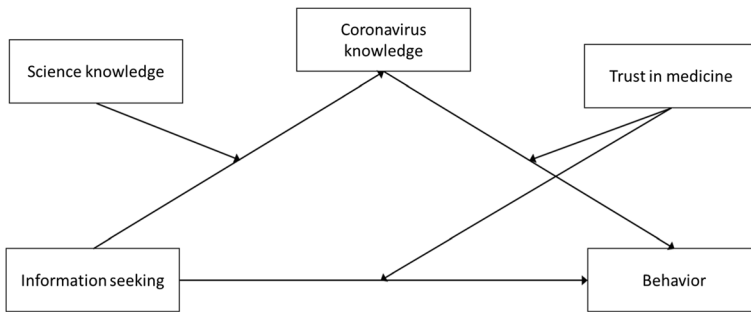 Coronavirus
knowledge
Science knowledge
Trust in medicine
Information seeking
Behavior